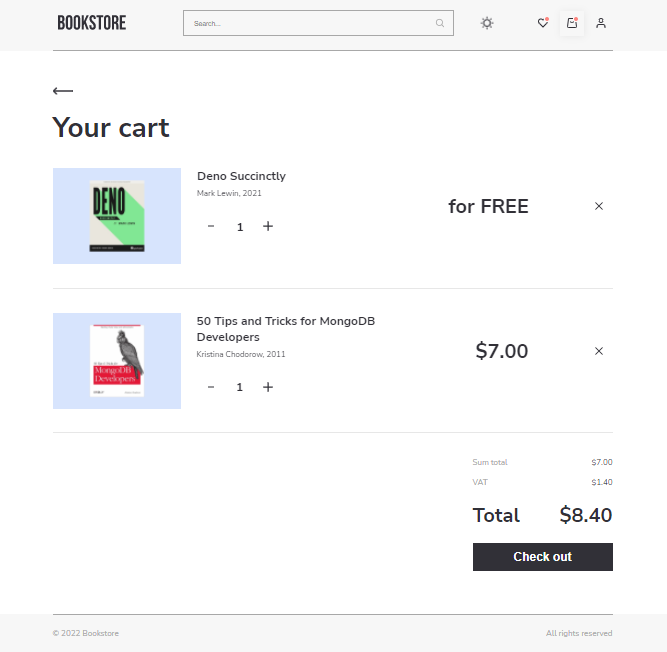 BOOKSTORE
Search...
Your cart
DENO
Deno Succinctly
Mark Lewin, 2021
- 1 +
for FREE
50 Tips and Tricks for MongoDB
Developers
Kristina Chodorow, 2011
MongoDB
Developers
- 1 +
$7.00
Sum total $7.00
VAT $1.40
Total $8.40
Check out
© 2022 Bookstore
All rights reserved